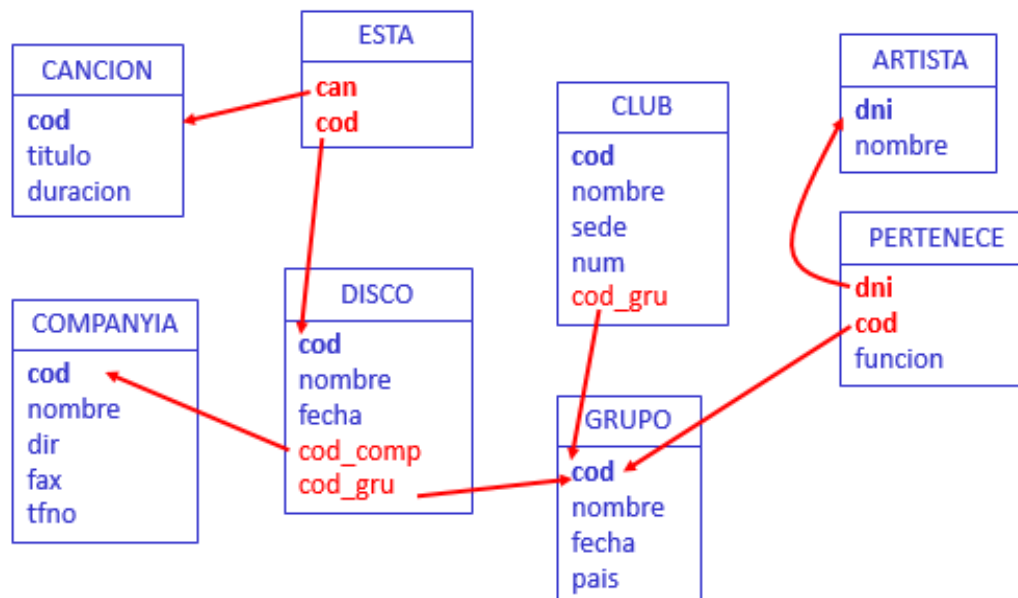 CANCION
cod
titulo
duracion
ESTA
can
cod
CLUB
cod
nombre
sede
num
cod_gru
ARTISTA
dni
nombre
PERTENECE
dni
cod
funcion
COMPANYIA
cod
nombre
dir
fax
tfno
DISCO
cod
nombre
fecha
cod_comp
cod_gru
GRUPO
cod
nombre
fecha
pais